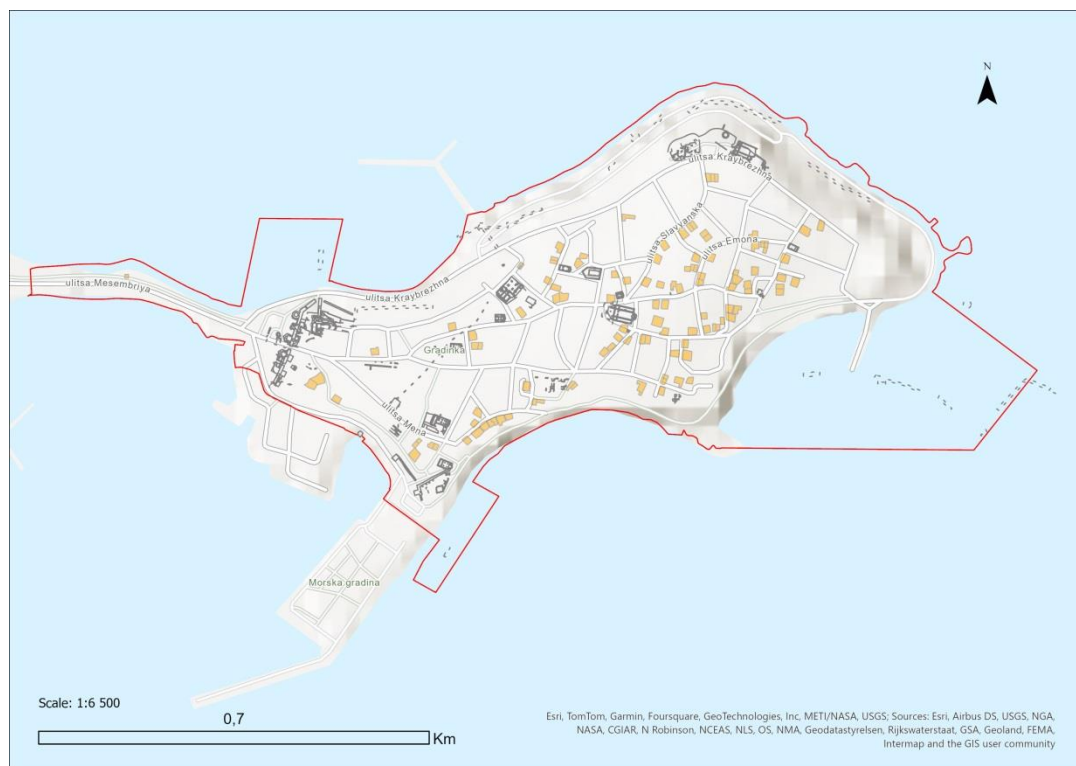 N
ulitsa Kraybrezhna
ulitsa Slavyanska
ulitsa Emona
ulitsa Mesembriya
ulitsa Kraybrezhna
Gradinka
ulitsa Mena
Morska gradina
Scale: 1:6 500
0,7
Km
Esri, TomTom, Garmin, Foursquare, GeoTechnologies, Inc, METI/NASA, USGS; Sources: Esri, Airbus DS, USGS, NGA,
NASA, CGIAR, N Robinson, NCEAS, NLS, OS, NMA, Geodatastyrelsen, Rijkswaterstaat, GSA, Geoland, FEMA,
Intermap and the GIS user community